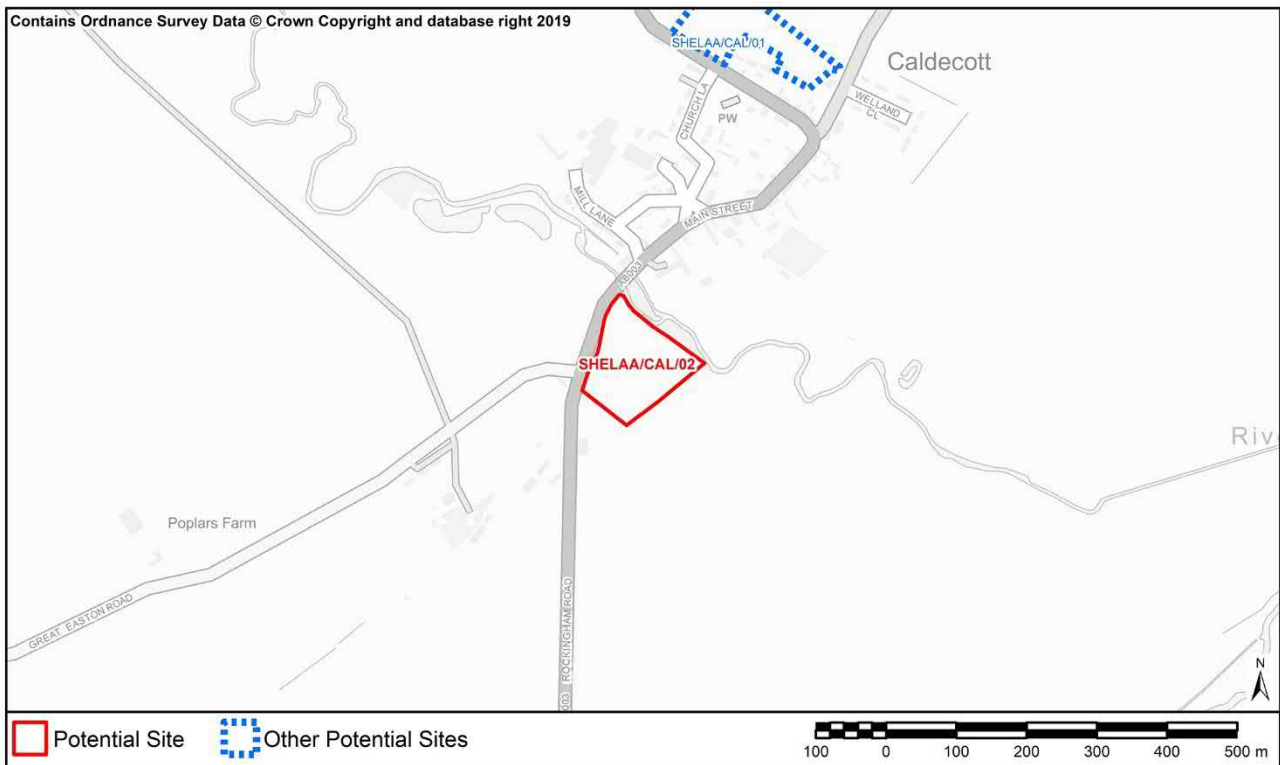 Contains Ordnance Survey Data © Crown Copyright and database right 2019
SHELAA/CAL/01
Caldecott
WELLAND
CL
CHURCH LA
PW
MILL LANE
MAIN STREET
A6003
SHELAA/CAL/02
Riv
Poplars Farm
GREAT EASTON ROAD
ROCKINGHAM ROAD
003
N
Potential Site
Other Potential Sites
100 0 100 200 300 400 500 m